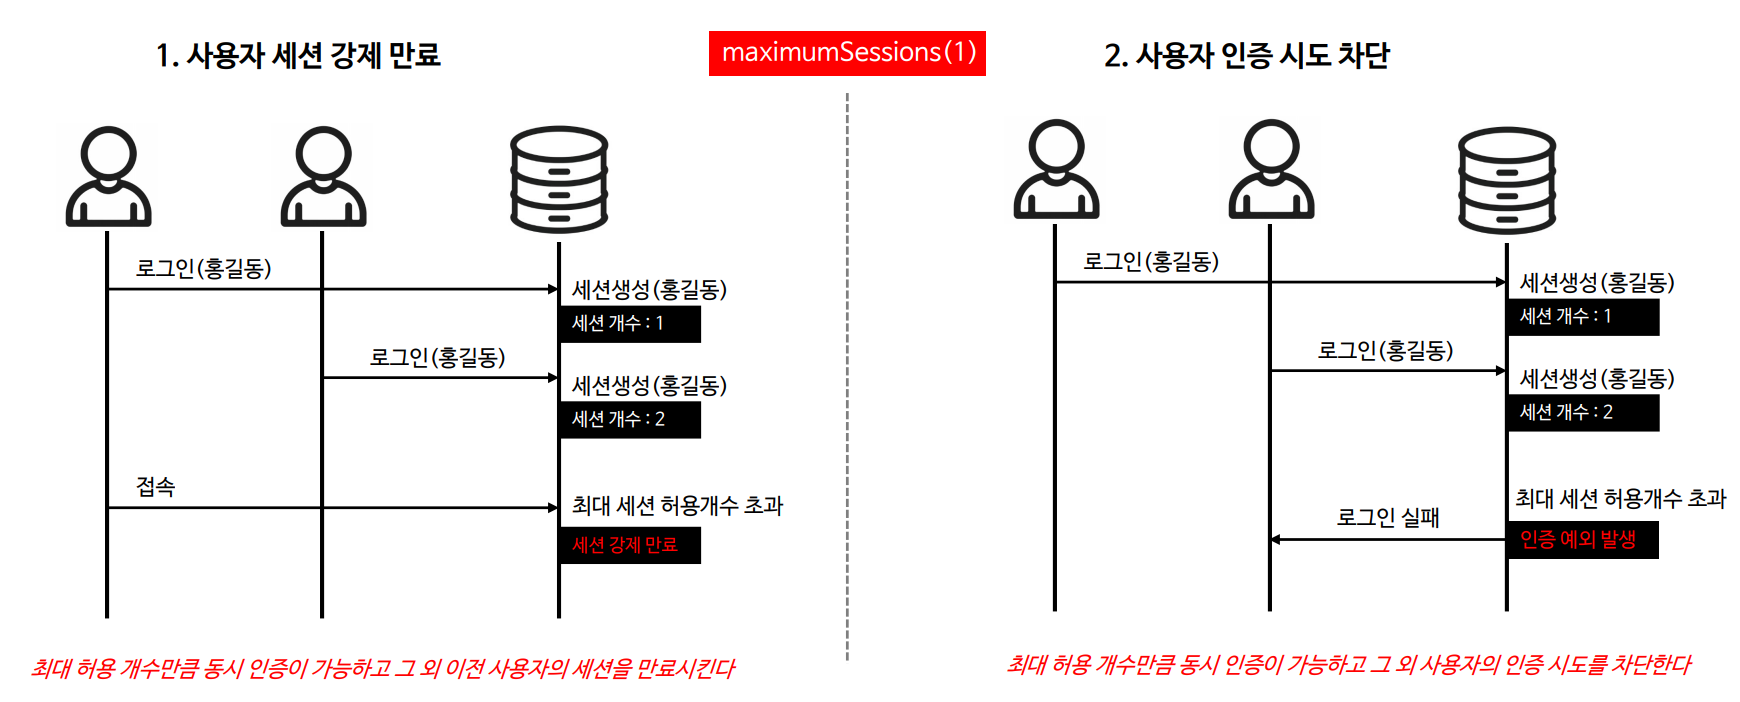 1. 사용자 세션 강제 만료
maximumSessions(1)
2. 사용자 인증 시도 차단
로그인(홍길동)
세션생성(홍길동)
세션 개수 : 1
로그인(홍길동)
세션생성(홍길동)
세션 개수 : 2
접속
최대 세션 허용개수 초과
세션 강제 만료
최대 허용 개수만큼 동시 인증이 가능하고 그 외 이전 사용자의 세션을 만료시킨다
로그인(홍길동)
세션생성(홍길동)
세션 개수 : 1
로그인(홍길동)
세션생성(홍길동)
세션 개수 : 2
최대 세션 허용개수 초과
로그인 실패
인증 예외 발생
최대 허용 개수만큼 동시 인증이 가능하고 그 외 사용자의 인증 시도를 차단한다